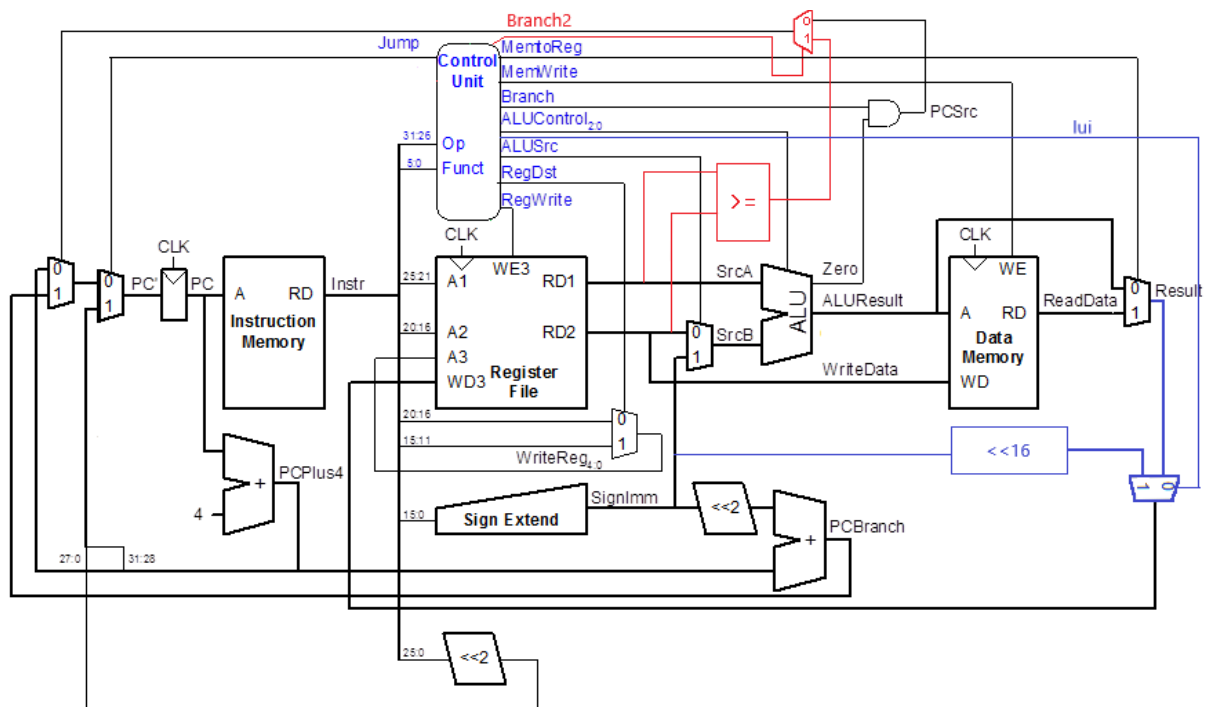 Branch2
0
1
Jump
Control
Unit
MemtoReg
MemWrite
Branch
ALUControl2:0
ALUSrc
RegDst
RegWrite
PCSrc
lui
31:26
Op
5:0
Funct
>=
CLK
CLK
CLK
0
1
0
1
PC'
PC
A
RD
Instruction
Memory
Instr
25:21
A1
WE3
RD1
20:16
A2
RD2
A3
WD3
Register
File
SrcA
0
1
SrcB
ALU
Zero
ALUResult
WriteData
WE
A
RD
Data
Memory
WD
ReadData
0
1
Result
20:16
0
15:11
1
WriteReg4:0
PCPlus4
+
4
15:0
Sign Extend
SignImm
<<2
+
PCBranch
<<16
1
0
27:0
31:28
25:0
<<2